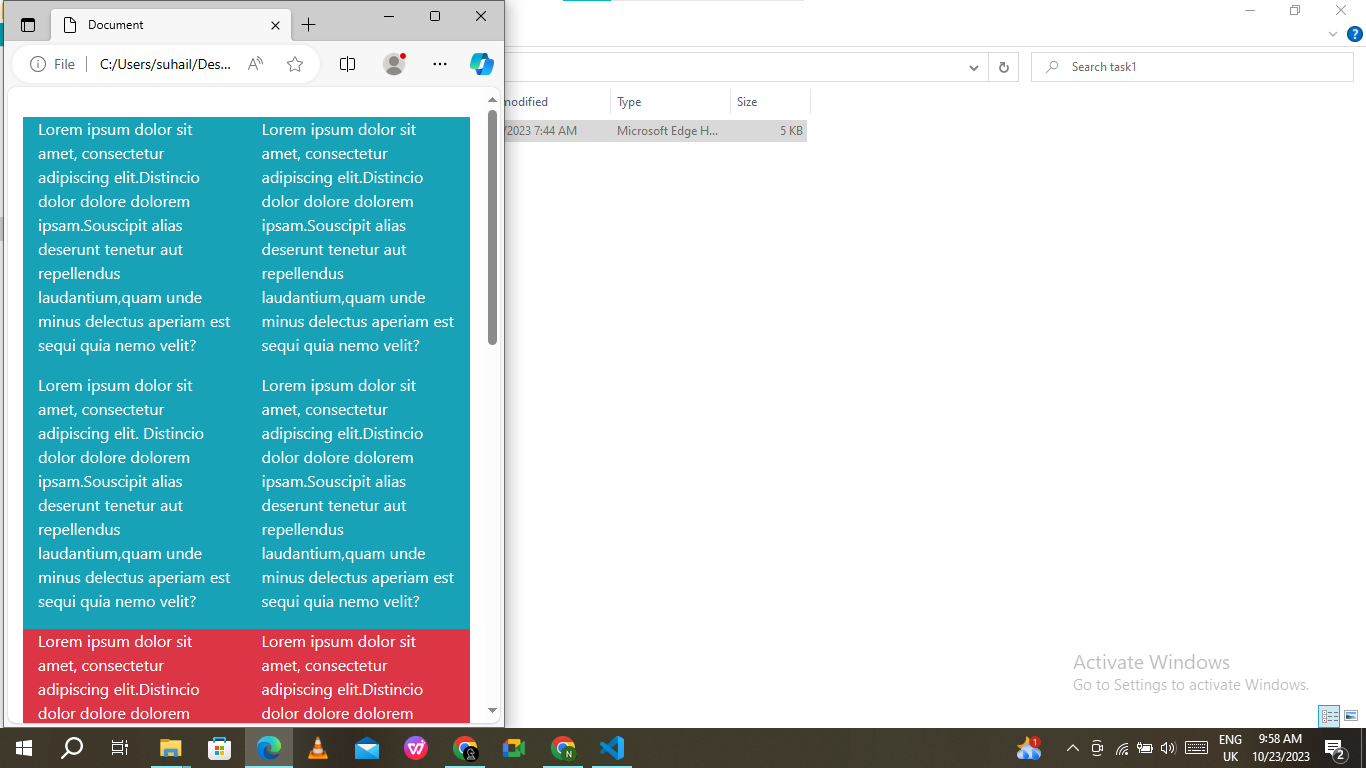 Document
File
C:/Users/suhail/Des...
modified
Type
Size
Search task1
/2023 7:44 AM
Microsoft Edge H...
5 KB
Lorem ipsum dolor sit
amet, consectetur
adipiscing elit.Distincio
dolor dolore dolorem
ipsam.Souscipit alias
deserunt tenetur aut
repellendus
laudantium,quam unde
minus delectus aperiam est
sequi quia nemo velit?
Lorem ipsum dolor sit
amet, consectetur
adipiscing elit.Distincio
dolor dolore dolorem
ipsam.Souscipit alias
deserunt tenetur aut
repellendus
laudantium,quam unde
minus delectus aperiam est
sequi quia nemo velit?
Lorem ipsum dolor sit
amet, consectetur
adipiscing elit. Distincio
dolor dolore dolorem
ipsam.Souscipit alias
deserunt tenetur aut
repellendus
laudantium,quam unde
minus delectus aperiam est
sequi quia nemo velit?
Lorem ipsum dolor sit
amet, consectetur
adipiscing elit.Distincio
dolor dolore dolorem
ipsam.Souscipit alias
deserunt tenetur aut
repellendus
laudantium,quam unde
minus delectus aperiam est
sequi quia nemo velit?
Lorem ipsum dolor sit
amet, consectetur
adipiscing elit.Distincio
dolor dolore dolorem
Lorem ipsum dolor sit
amet, consectetur
adipiscing elit.Distincio
dolor dolore dolorem
Activate Windows
Go to Settings to activate Windows.
1
ENG
UK
9:58 AM
10/23/2023
2